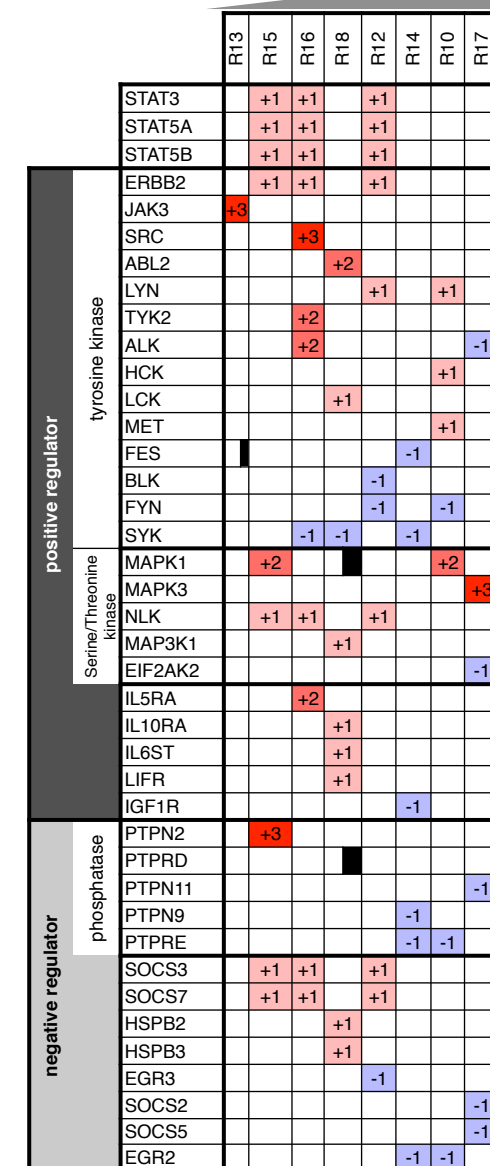 R13 R15 R16 R18 R12 R14 R10 R17
STAT3 +1 +1 +1
STAT5A +1 +1 +1
STAT5B +1 +1 +1
positive regulator
tyrosine kinase
ERBB2 +1 +1 +1
JAK3 +3
SRC +3
ABL2 +2
LYN +1 +1
TYK2 +2
ALK +2 -1
HCK +1
LCK +1
MET +1
FES -1
BLK -1
FYN -1 -1
SYK -1 -1 -1
Serine/Threonine
kinase
MAPK1 +2 +2
MAPK3 +3
NLK +1 +1 +1
MAP3K1 +1
EIF2AK2 -1
IL5RA +2
IL10RA +1
IL6ST +1
LIFR +1
IGF1R -1
negative regulator
phosphatase
PTPN2 +3
PTPRD
PTPN11 -1
PTPN9 -1
PTPRE -1 -1
SOCS3 +1 +1 +1
SOCS7 +1 +1 +1
HSPB2 +1
HSPB3 +1
EGR3 -1
SOCS2 -1
SOCS5 -1
EGR2 -1 -1